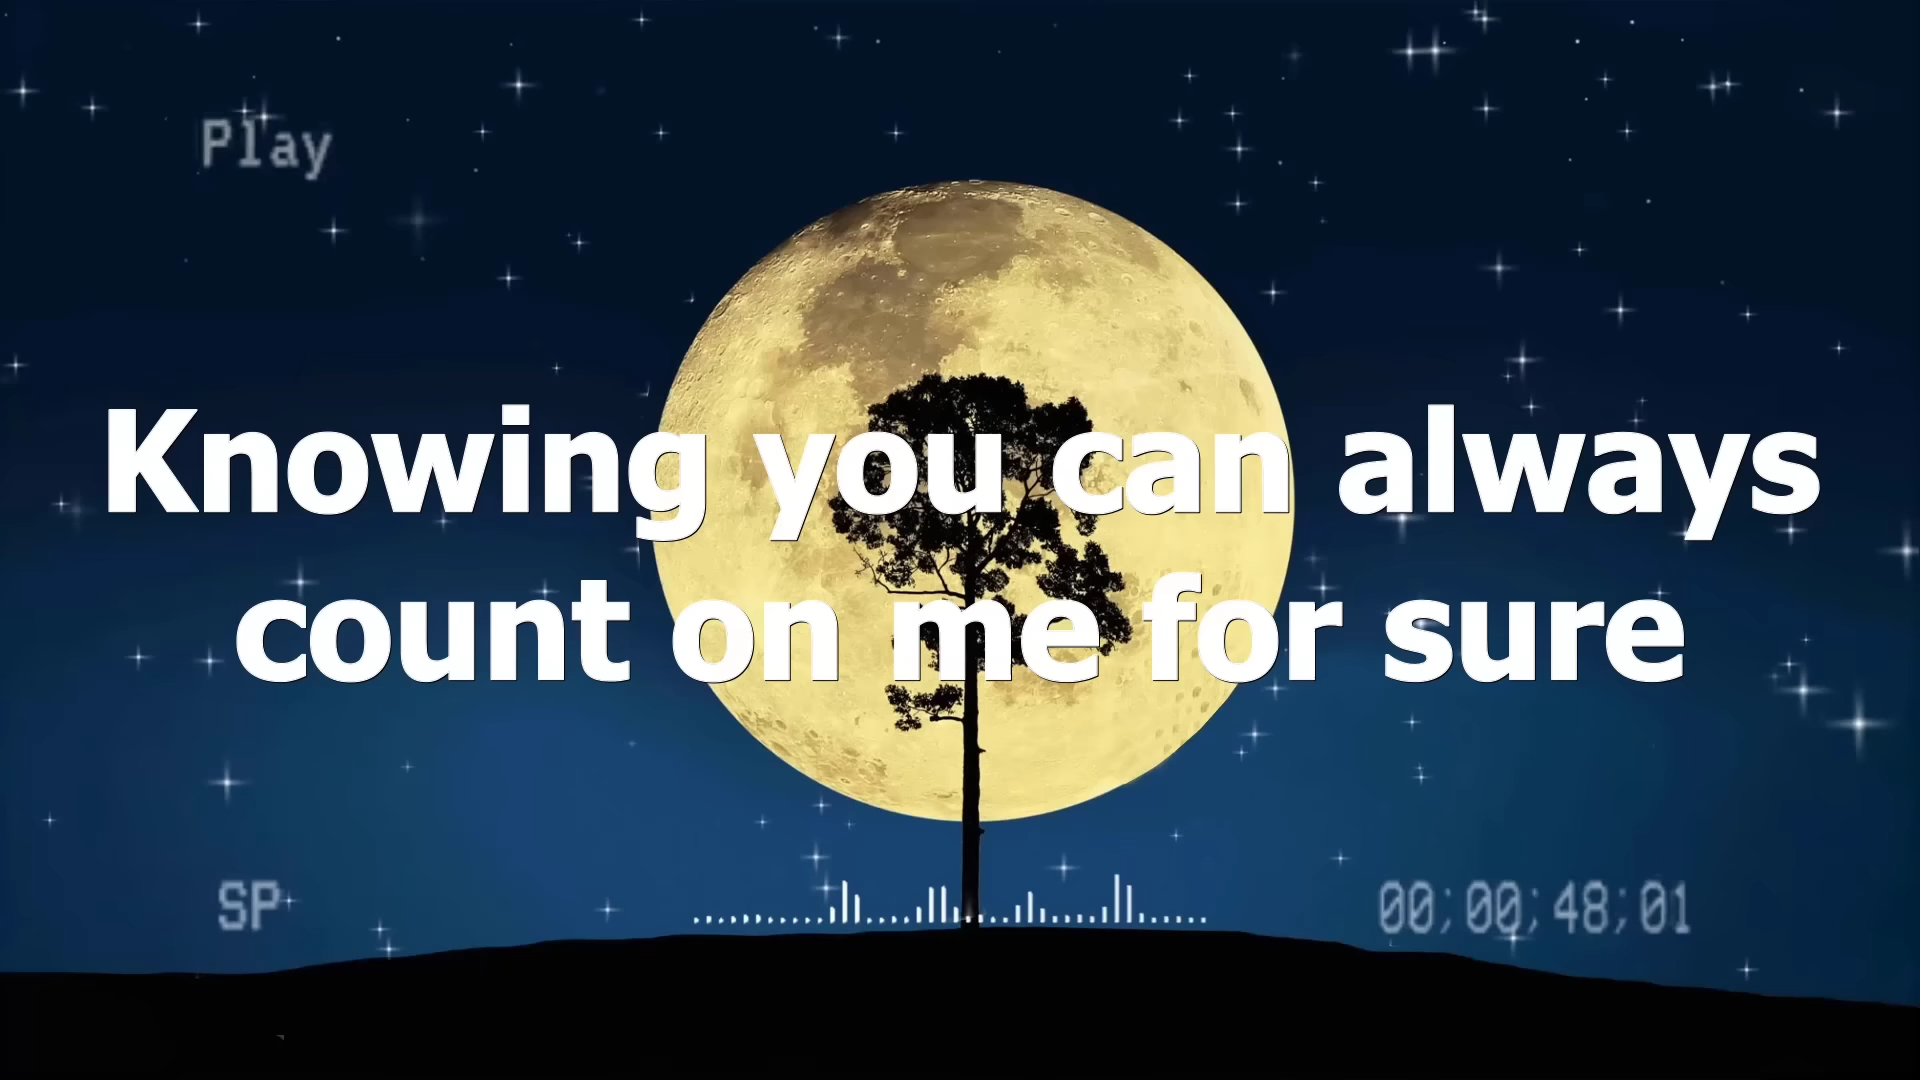 Play
Knowing you can always
count on me for sure
SP
00;00;48;01